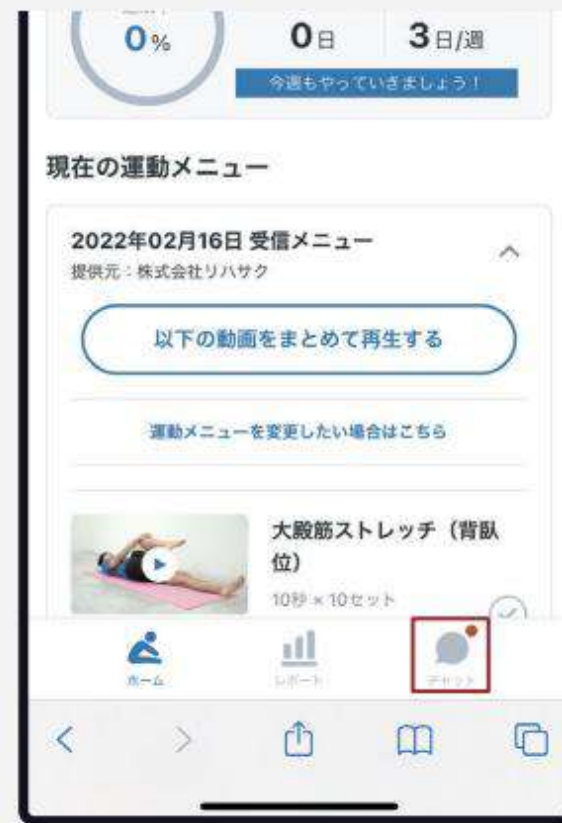 0%
0日
3日/週
今週もやっていきましょう！
現在の運動メニュー
2022年02月16日 受信メニュー
提供元：株式会社リハサク
以下の動画をまとめて再生する
運動メニューを変更したい場合はこちら
大殿筋ストレッチ（背臥
位）
10秒 × 10セット
ホーム
レポート
チャット